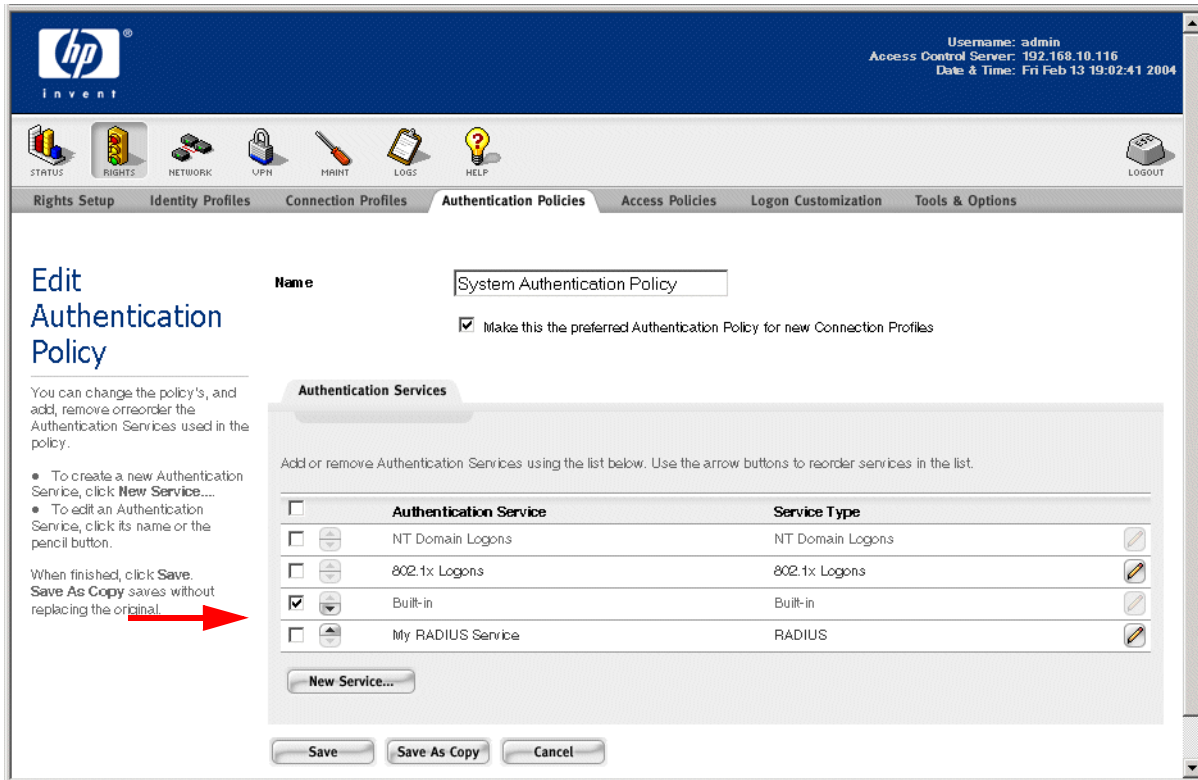 hp
®
invent
Username: admin
Access Control Server: 192.168.10.116
Date & Time: Fri Feb 13 19:02:41 2004
STATUS
RIGHTS
NETWORK
VPN
MAINT
LOGS
HELP
LOGOUT
Rights Setup
Identity Profiles
Connection Profiles
Authentication Policies
Access Policies
Logon Customization
Tools & Options
Edit
Authentication
Policy
You can change the policy's, and
add, remove orreorder the
Authentication Services used in the
policy.
● To create a new Authentication
Service, click New Service....
● To edit an Authentication
Service, click its name or the
pencil button.
When finished, click Save.
Save As Copy saves without
replacing the original.
Name
System Authentication Policy
Make this the preferred Authentication Policy for new Connection Profiles
Authentication Services
Add or remove Authentication Services using the list below. Use the arrow buttons to reorder services in the list.
Authentication Service Service Type
NT Domain Logons NT Domain Logons
802.1x Logons 802.1x Logons
Built-in Built-in
My RADIUS Service RADIUS
New Service...
Save
Save As Copy
Cancel